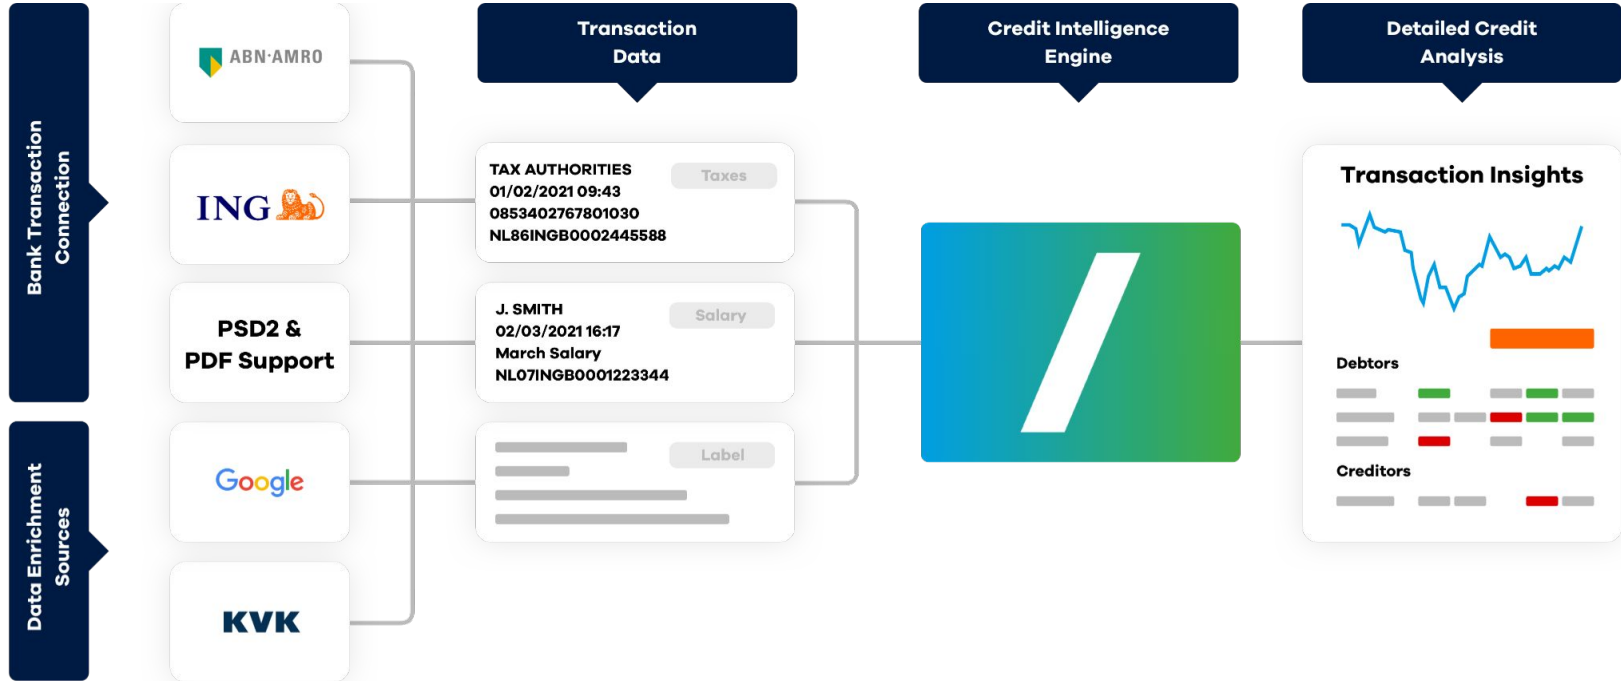 Bank Transaction
Connection
Data Enrichment
Sources
ABN·AMRO
ING
PSD2 &
PDF Support
Google
KVK
Transaction
Data
TAX AUTHORITIES
Taxes
01/02/2021 09:43
0853402767801030
NL86INGB0002445588
J. SMITH
Salary
02/03/2021 16:17
March Salary
NL07INGB0001223344
Label
Credit Intelligence
Engine
Detailed Credit
Analysis
Transaction Insights
Debtors
Creditors